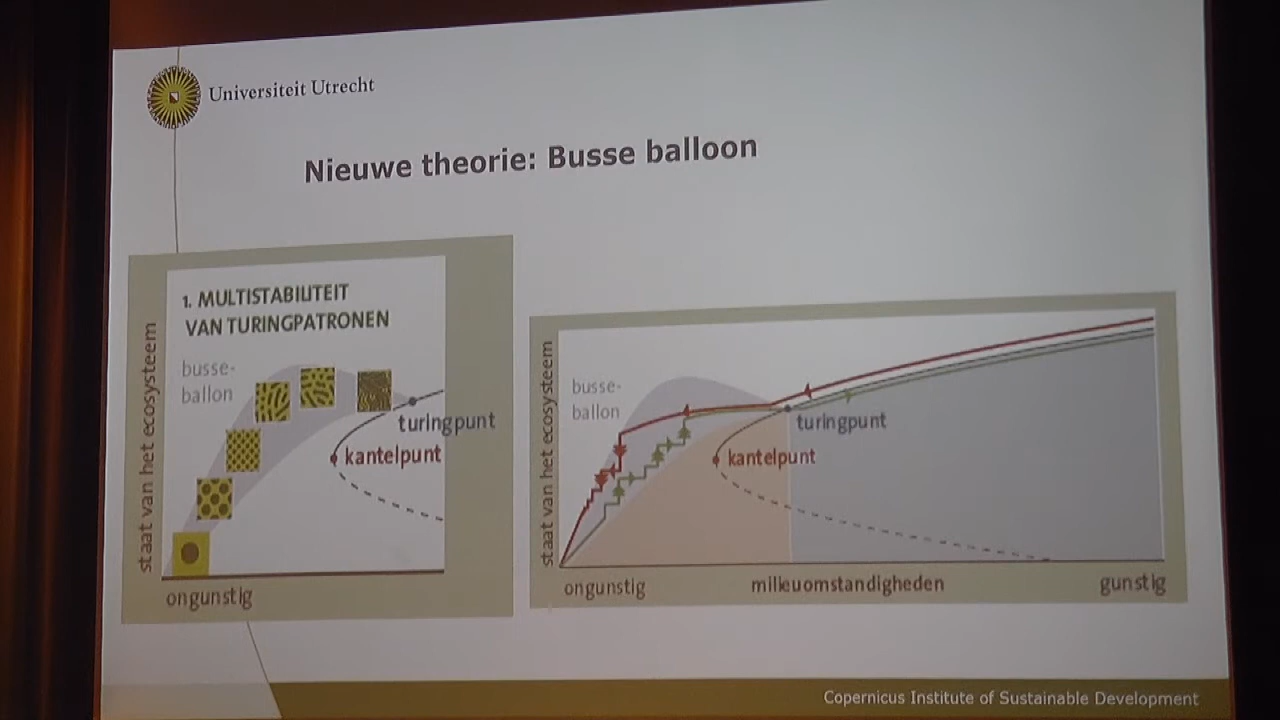 Universiteit Utrecht
Nieuwe theorie: Busse balloon
1. MULTISTABILITEIT
VAN TURINGPATRONEN
busse-
ballon
turingpunt
kantelpunt
staat van het ecosysteem
ongunstig
busse-
ballon
turingpunt
kantelpunt
staat van het ecosysteem
ongunstig
milieuomstandigheden
gunstig
Copernicus Institute of Sustainable Development